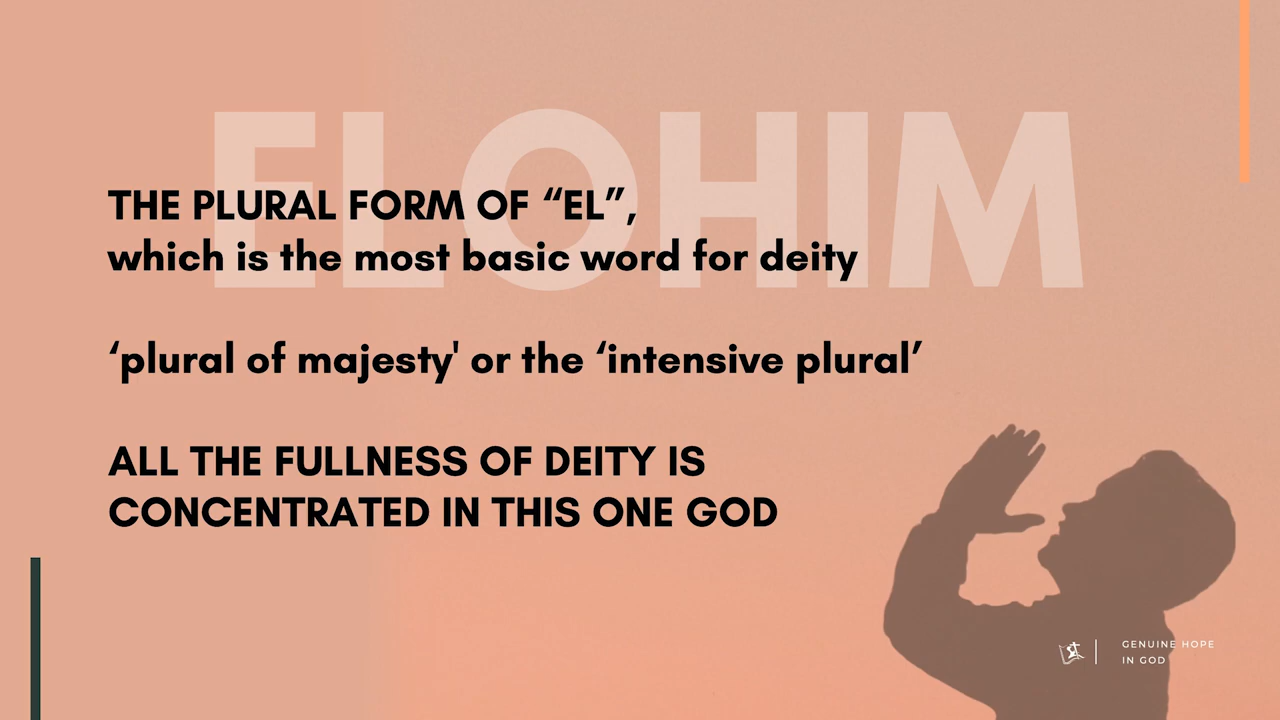 ELOHIM
THE PLURAL FORM OF “EL”,
which is the most basic word for deity
‘plural of majesty' or the ‘intensive plural’
ALL THE FULLNESS OF DEITY IS
CONCENTRATED IN THIS ONE GOD
GENUINE HOPE
IN GOD